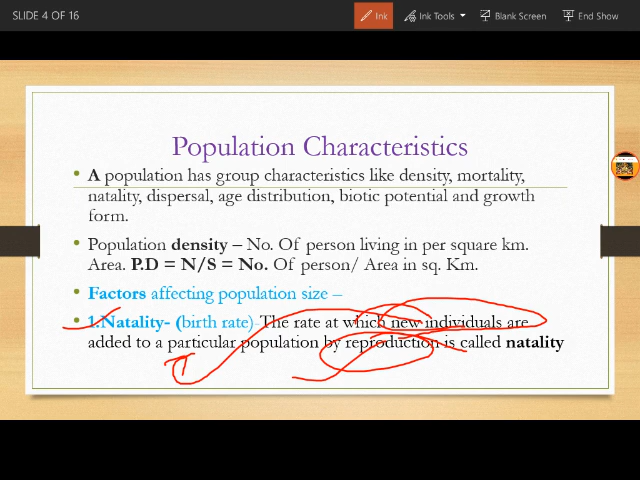 SLIDE 4 OF 16
Ink
Ink Tools
Blank Screen
End Show
Population Characteristics
• A population has group characteristics like density, mortality,
natality, dispersal, age distribution, biotic potential and growth
form.
• Population density – No. Of person living in per square km.
Area. P.D = N/S = No. Of person/ Area in sq. Km.
• Factors affecting population size –
• 1.Natality- (birth rate)-The rate at which new individuals are
added to a particular population by reproduction is called natality